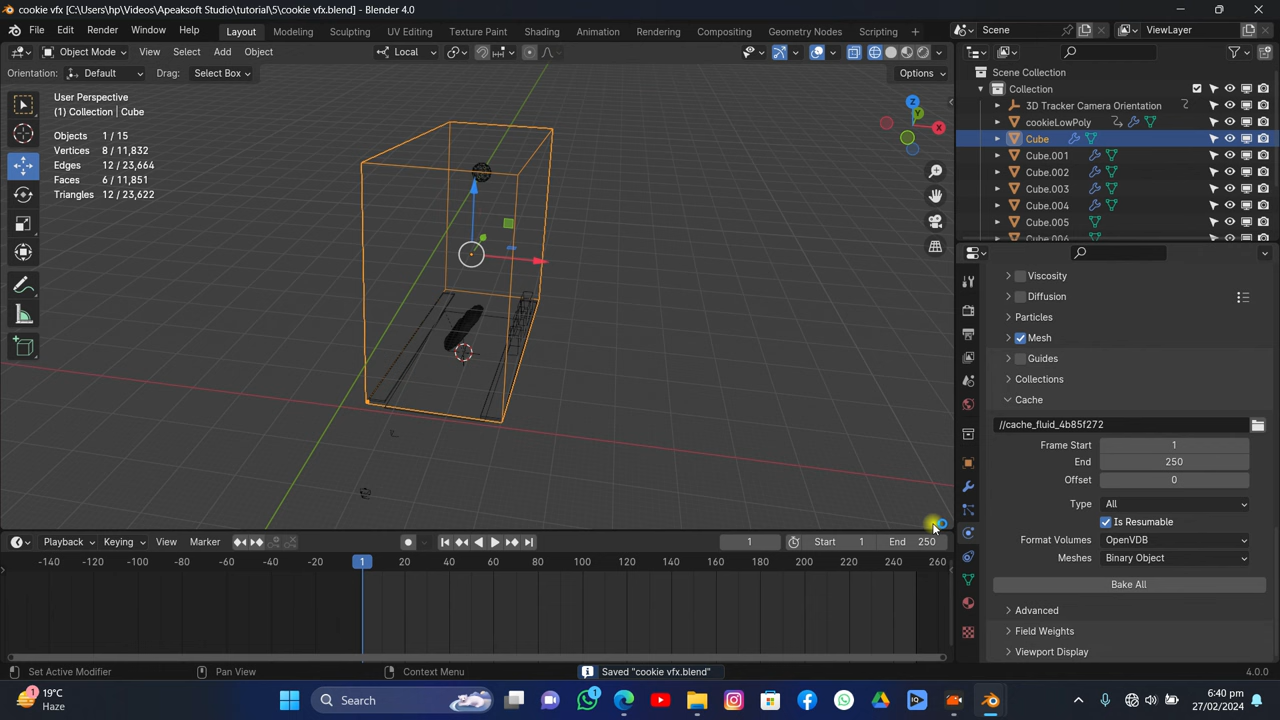 cookie vfx [C:\Users\hp\Videos\Apeaksoft Studio\tutorial\5\cookie vfx.blend] - Blender 4.0
File Edit Render Window Help Layout Modeling Sculpting UV Editing Texture Paint Shading Animation Rendering Compositing Geometry Nodes Scripting + Scene ViewLayer
Object Mode View Select Add Object Local
Orientation: Default Drag: Select Box Options
User Perspective
(1) Collection | Cube
Objects 1 / 15
Vertices 8 / 11,832
Edges 12 / 23,664
Faces 6 / 11,851
Triangles 12 / 23,622
Z
Y
X
Scene Collection
Collection
3D Tracker Camera Orientation
cookieLowPoly
Cube
Cube.001
Cube.002
Cube.003
Cube.004
Cube.005
Cube.006
Viscosity
Diffusion
Particles
Mesh
Guides
Collections
Cache
//cache_fluid_4b85f272
Frame Start 1
End 250
Offset 0
Type All
Is Resumable
Format Volumes OpenVDB
Meshes Binary Object
Bake All
Advanced
Field Weights
Viewport Display
Playback Keying View Marker 1 Start 1 End 250
-140 -120 -100 -80 -60 -40 -20 1 20 40 60 80 100 120 140 160 180 200 220 240 260
Set Active Modifier Pan View Context Menu Saved "cookie vfx.blend" 4.0.0
1 19°C
Haze
Search
1
6:40 pm
27/02/2024